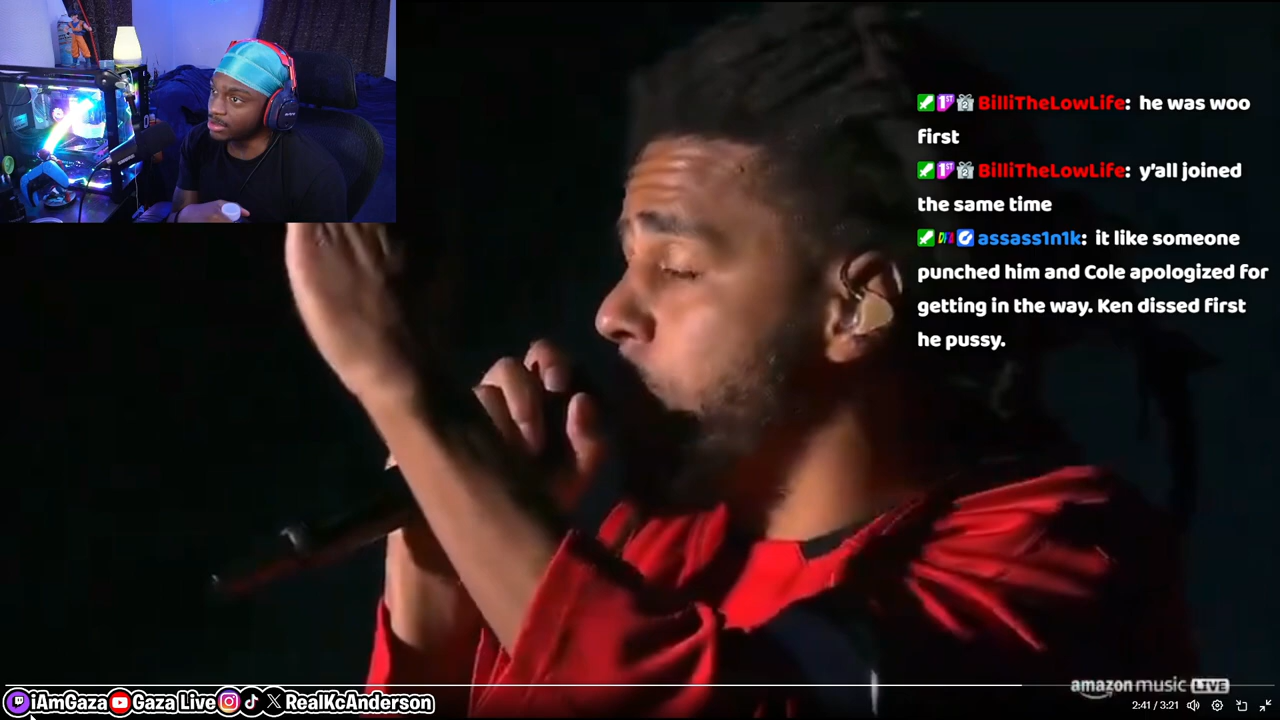 BilliTheLowLife: he was woo
first
BilliTheLowLife: y’all joined
the same time
assass1n1k: it like someone
punched him and Cole apologized for
getting in the way. Ken dissed first
he pussy.
amazon music LIVE
iAmGaza Gaza Live RealKcAnderson
2:41 / 3:21